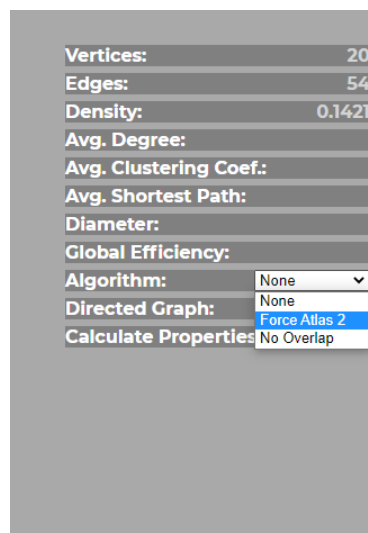 Vertices: 20
Edges: 54
Density: 0.1421
Avg. Degree:
Avg. Clustering Coef.:
Avg. Shortest Path:
Diameter:
Global Efficiency:
Algorithm: None
None
Directed Graph:
Force Atlas 2
Calculate Properties
No Overlap